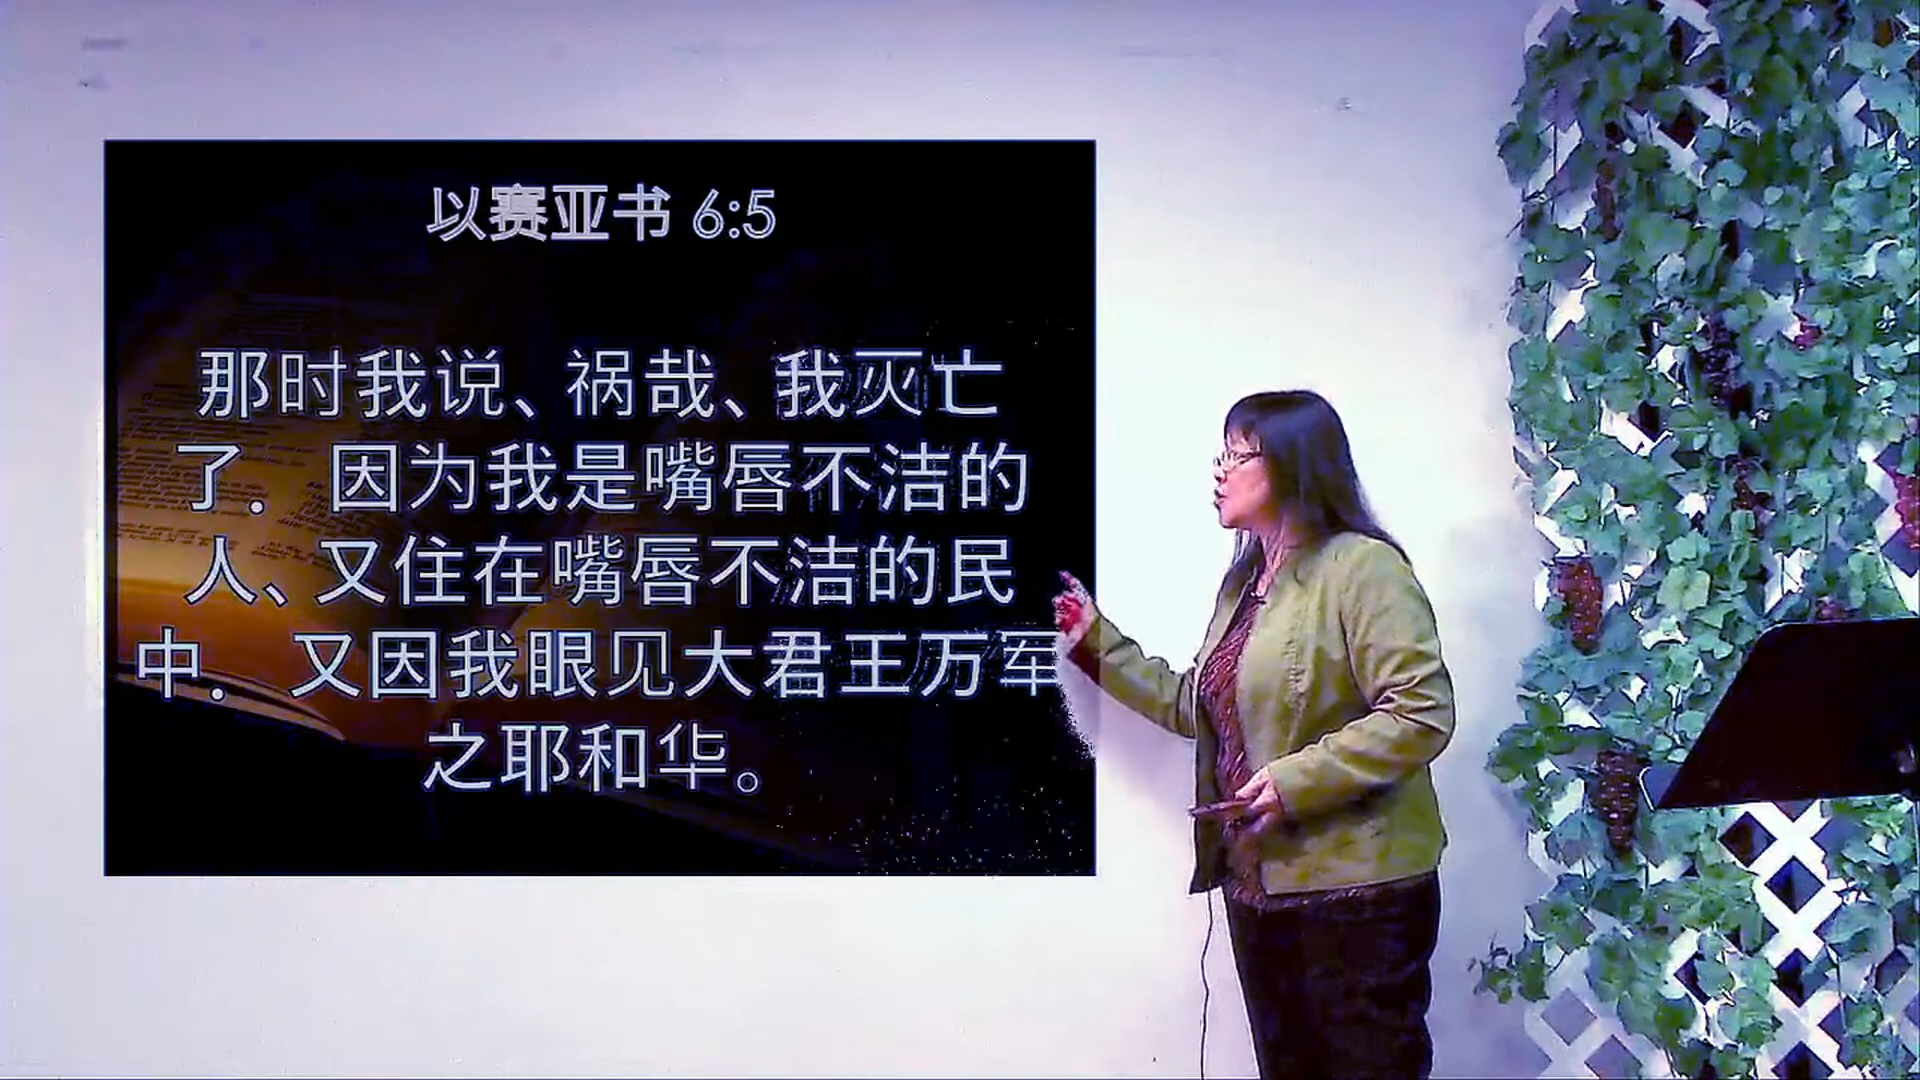 以赛亚书 6:5
那时我说、祸哉、我灭亡
了． 因为我是嘴唇不洁的
人、又住在嘴唇不洁的民
中． 又因我眼见大君王万军
之耶和华。